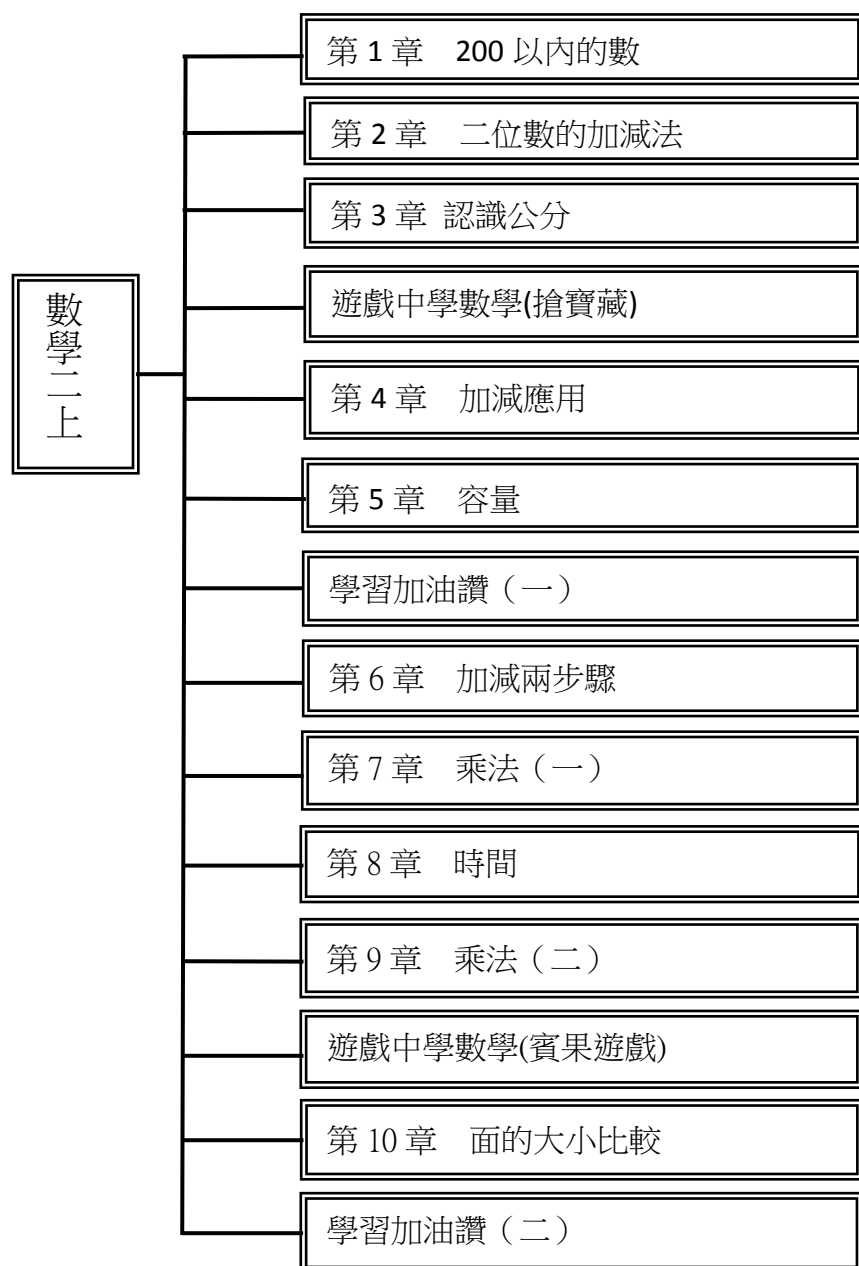 第 1 章　200 以內的數
第 2 章　二位數的加減法
第 3 章 認識公分
遊戲中學數學(搶寶藏)
數學二上
第 4 章　加減應用
第 5 章　容量
學習加油讚（一）
第 6 章　加減兩步驟
第 7 章　乘法（一）
第 8 章　時間
第 9 章　乘法（二）
遊戲中學數學(賓果遊戲)
第 10 章　面的大小比較
學習加油讚（二）